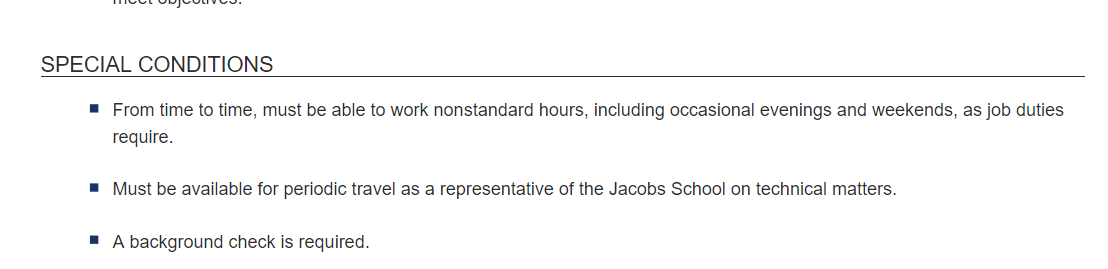 meet objectives.
SPECIAL CONDITIONS
From time to time, must be able to work nonstandard hours, including occasional evenings and weekends, as job duties
require.
Must be available for periodic travel as a representative of the Jacobs School on technical matters.
A background check is required.